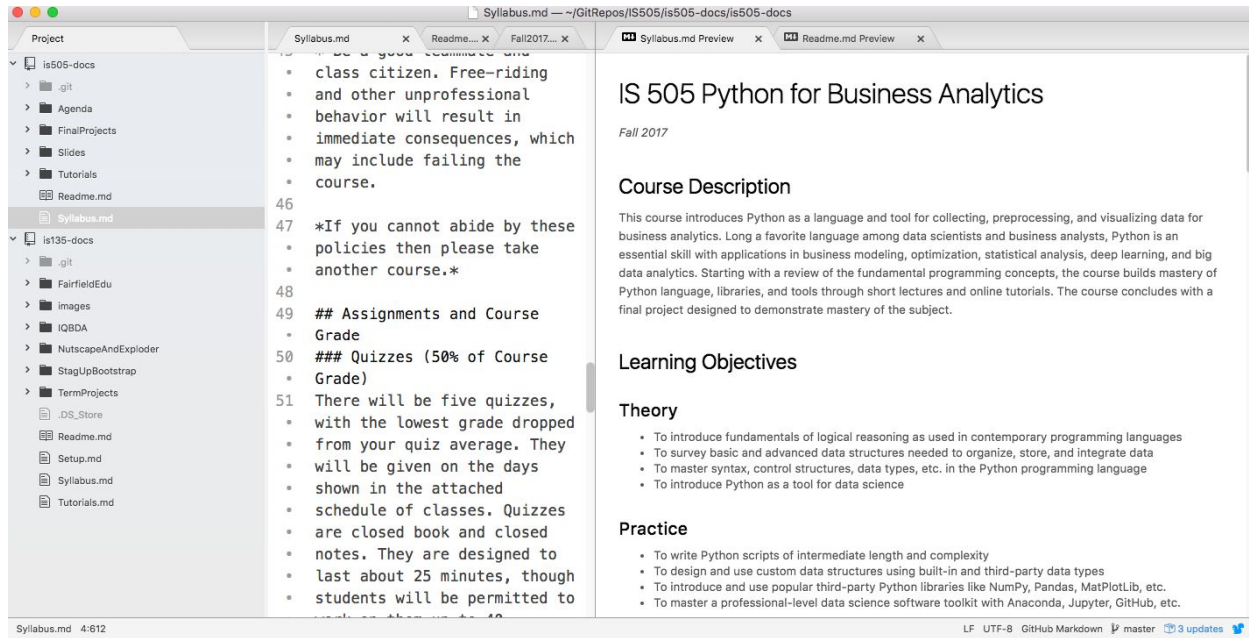 Syllabus.md — ~/GitRepos/IS505/is505-docs/is505-docs
Project
is505-docs
.git
Agenda
FinalProjects
Slides
Tutorials
Readme.md
Syllabus.md
is135-docs
.git
FairfieldEdu
images
IQBDA
NutscapeAndExploder
StagUpBootstrap
TermProjects
.DS_Store
Readme.md
Setup.md
Syllabus.md
Tutorials.md
Syllabus.md
Readme....
Fall2017....
class citizen. Free-riding
and other unprofessional
behavior will result in
immediate consequences, which
may include failing the
course.
46
47 *If you cannot abide by these
policies then please take
another course.*
48
49 ## Assignments and Course
Grade
50 ### Quizzes (50% of Course
Grade)
51 There will be five quizzes,
with the lowest grade dropped
from your quiz average. They
will be given on the days
shown in the attached
schedule of classes. Quizzes
are closed book and closed
notes. They are designed to
last about 25 minutes, though
students will be permitted to
Syllabus.md Preview
Readme.md Preview
IS 505 Python for Business Analytics
Fall 2017
Course Description
This course introduces Python as a language and tool for collecting, preprocessing, and visualizing data for
business analytics. Long a favorite language among data scientists and business analysts, Python is an
essential skill with applications in business modeling, optimization, statistical analysis, deep learning, and big
data analytics. Starting with a review of the fundamental programming concepts, the course builds mastery of
Python language, libraries, and tools through short lectures and online tutorials. The course concludes with a
final project designed to demonstrate mastery of the subject.
Learning Objectives
Theory
• To introduce fundamentals of logical reasoning as used in contemporary programming languages
• To survey basic and advanced data structures needed to organize, store, and integrate data
• To master syntax, control structures, data types, etc. in the Python programming language
• To introduce Python as a tool for data science
Practice
• To write Python scripts of intermediate length and complexity
• To design and use custom data structures using built-in and third-party data types
• To introduce and use popular third-party Python libraries like NumPy, Pandas, MatPlotLib, etc.
• To master a professional-level data science software toolkit with Anaconda, Jupyter, GitHub, etc.
Syllabus.md 4:612
LF UTF-8 GitHub Markdown master 3 updates